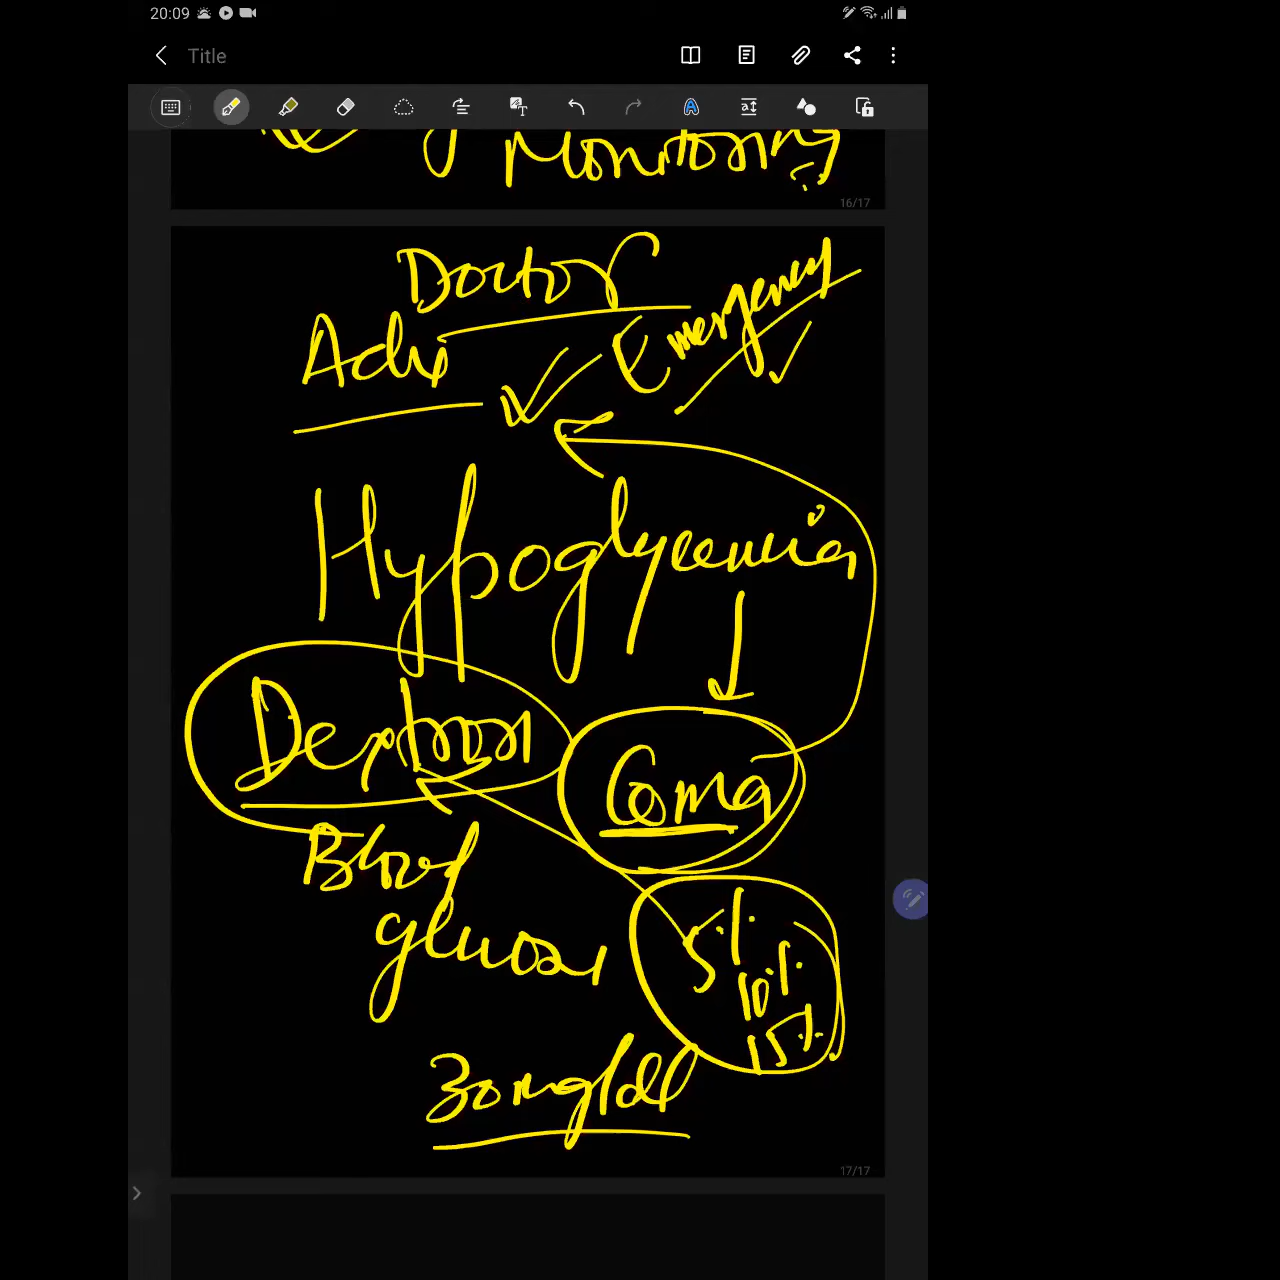 20:09
Title
Monitoring
16/17
Doctor
Emergency
Hypoglycemia
Dextrose
Coma
Blood
glucose
5%
10%
15%
30mg/dl
17/17